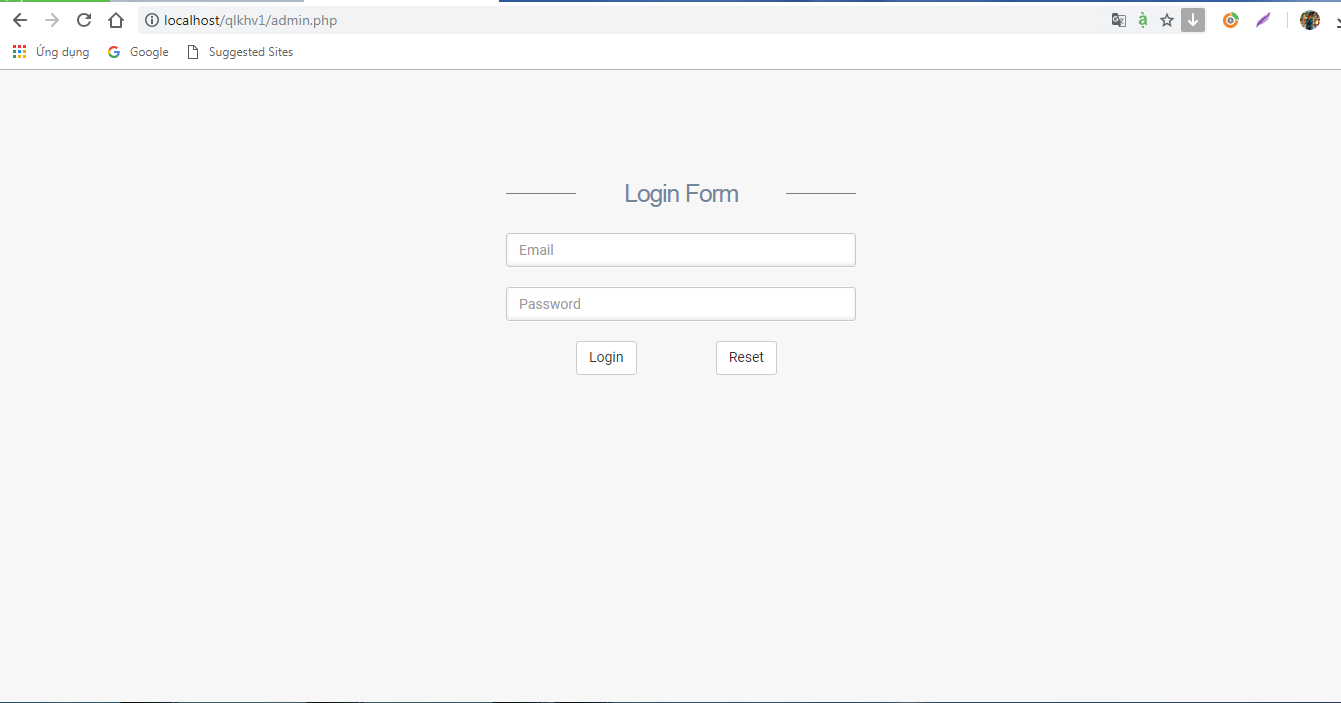 localhost/qlkhv1/admin.php
Ứng dụng Google Suggested Sites
Login Form
Email
Password
Login Reset